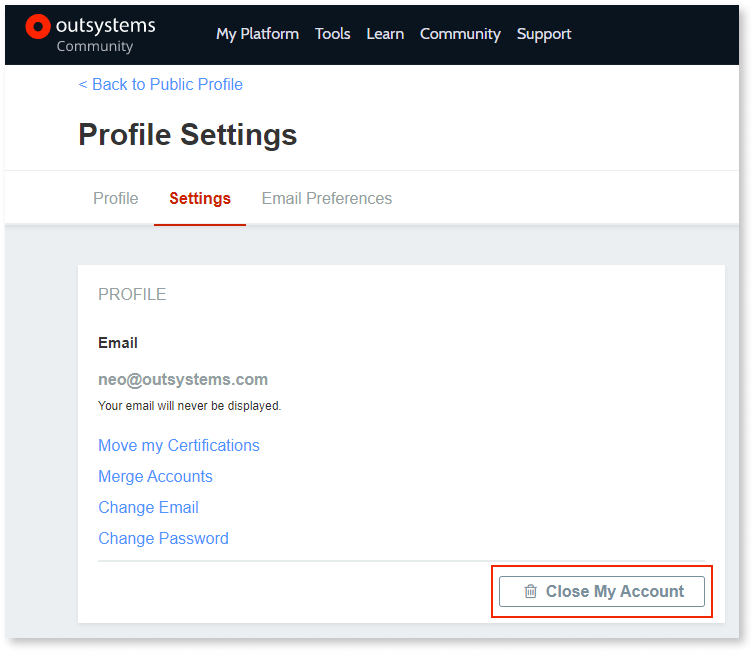 outsystems
Community
My Platform Tools Learn Community Support
< Back to Public Profile
Profile Settings
Profile Settings Email Preferences
PROFILE
Email
neo@outsystems.com
Your email will never be displayed.
Move my Certifications
Merge Accounts
Change Email
Change Password
Close My Account